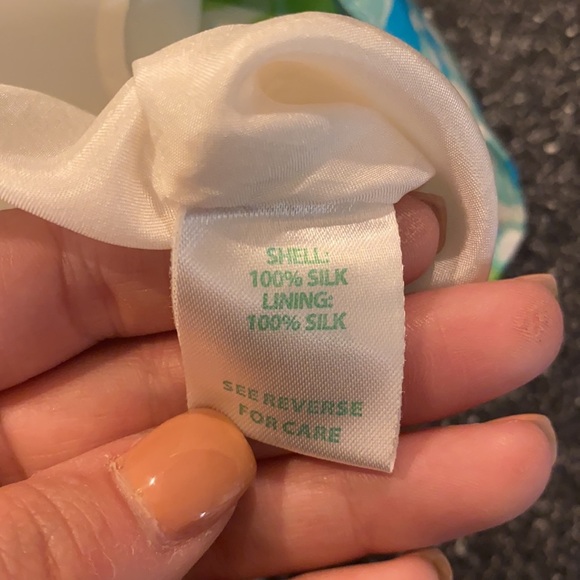 SHELL:
100% SILK
LINING:
100% SILK
SEE REVERSE
FOR CARE